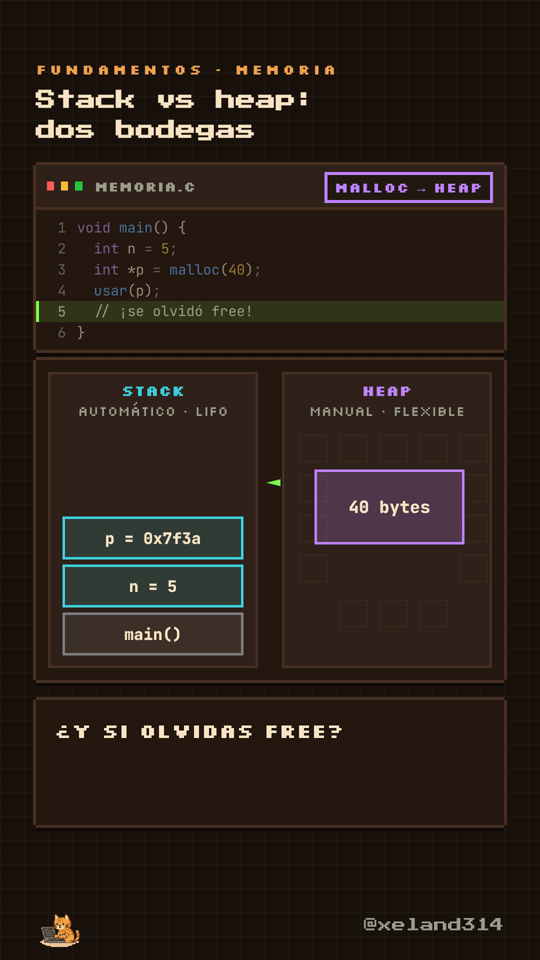 FUNDAMENTOS · MEMORIA
Stack vs heap:
dos bodegas
MEMORIA.C
MALLOC → HEAP
1 void main() {
2 int n = 5;
3 int *p = malloc(40);
4 usar(p);
5 // ¡se olvidó free!
6 }
STACK
AUTOMÁTICO · LIFO
p = 0x7f3a
n = 5
main()
HEAP
MANUAL · FLEXIBLE
40 bytes
¿Y SI OLVIDAS FREE?
@xeland314